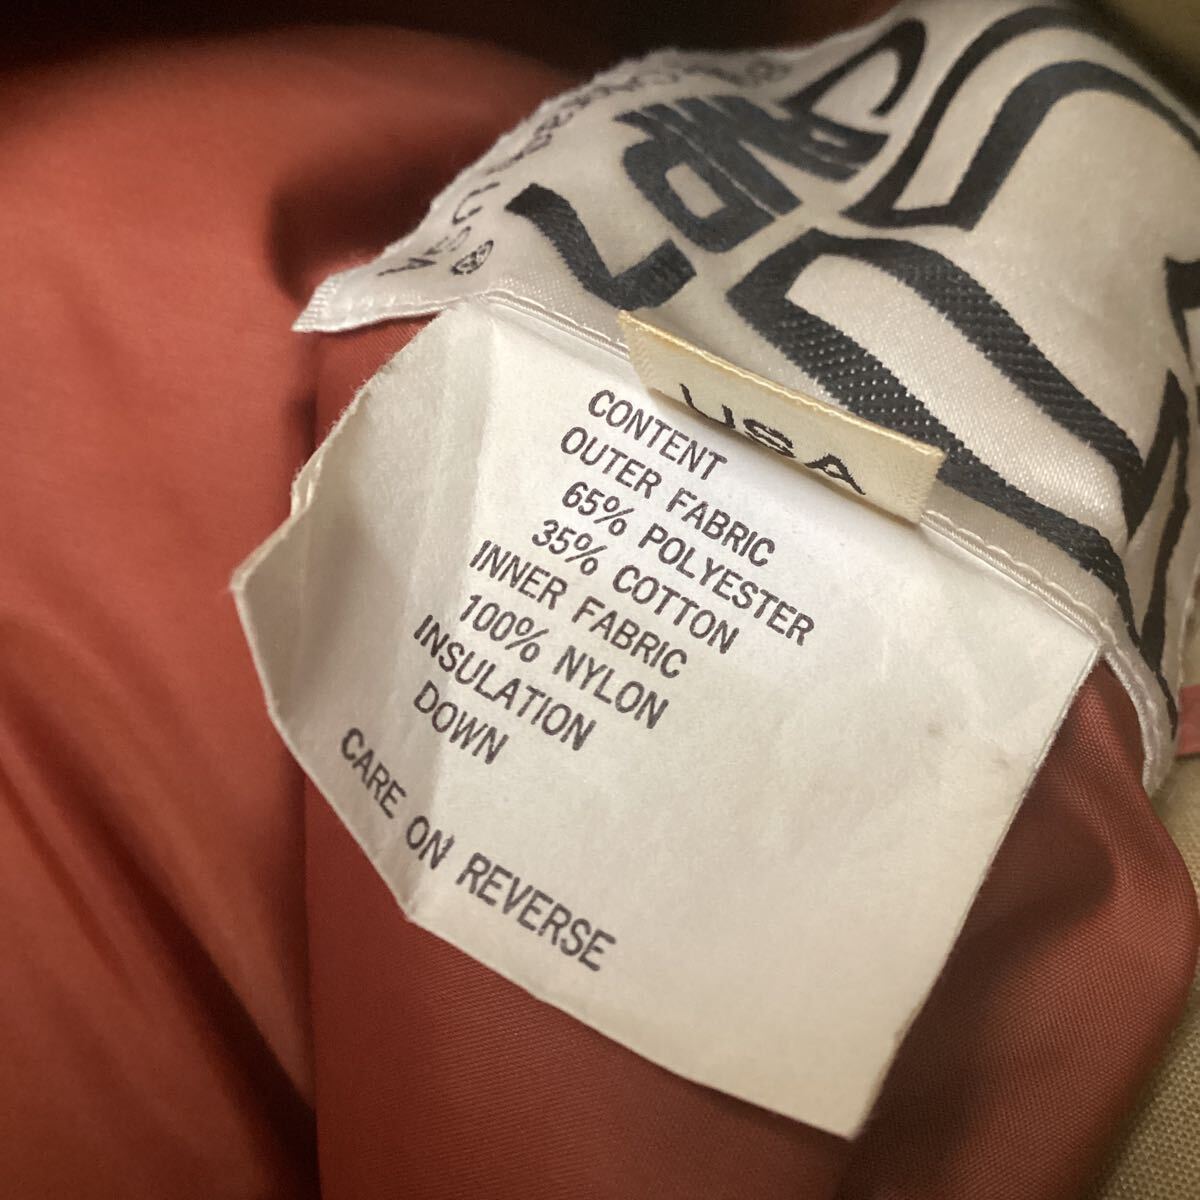 USA
CONTENT
OUTER FABRIC
65% POLYESTER
35% COTTON
INNER FABRIC
100% NYLON
INSULATION
DOWN
CARE ON REVERSE